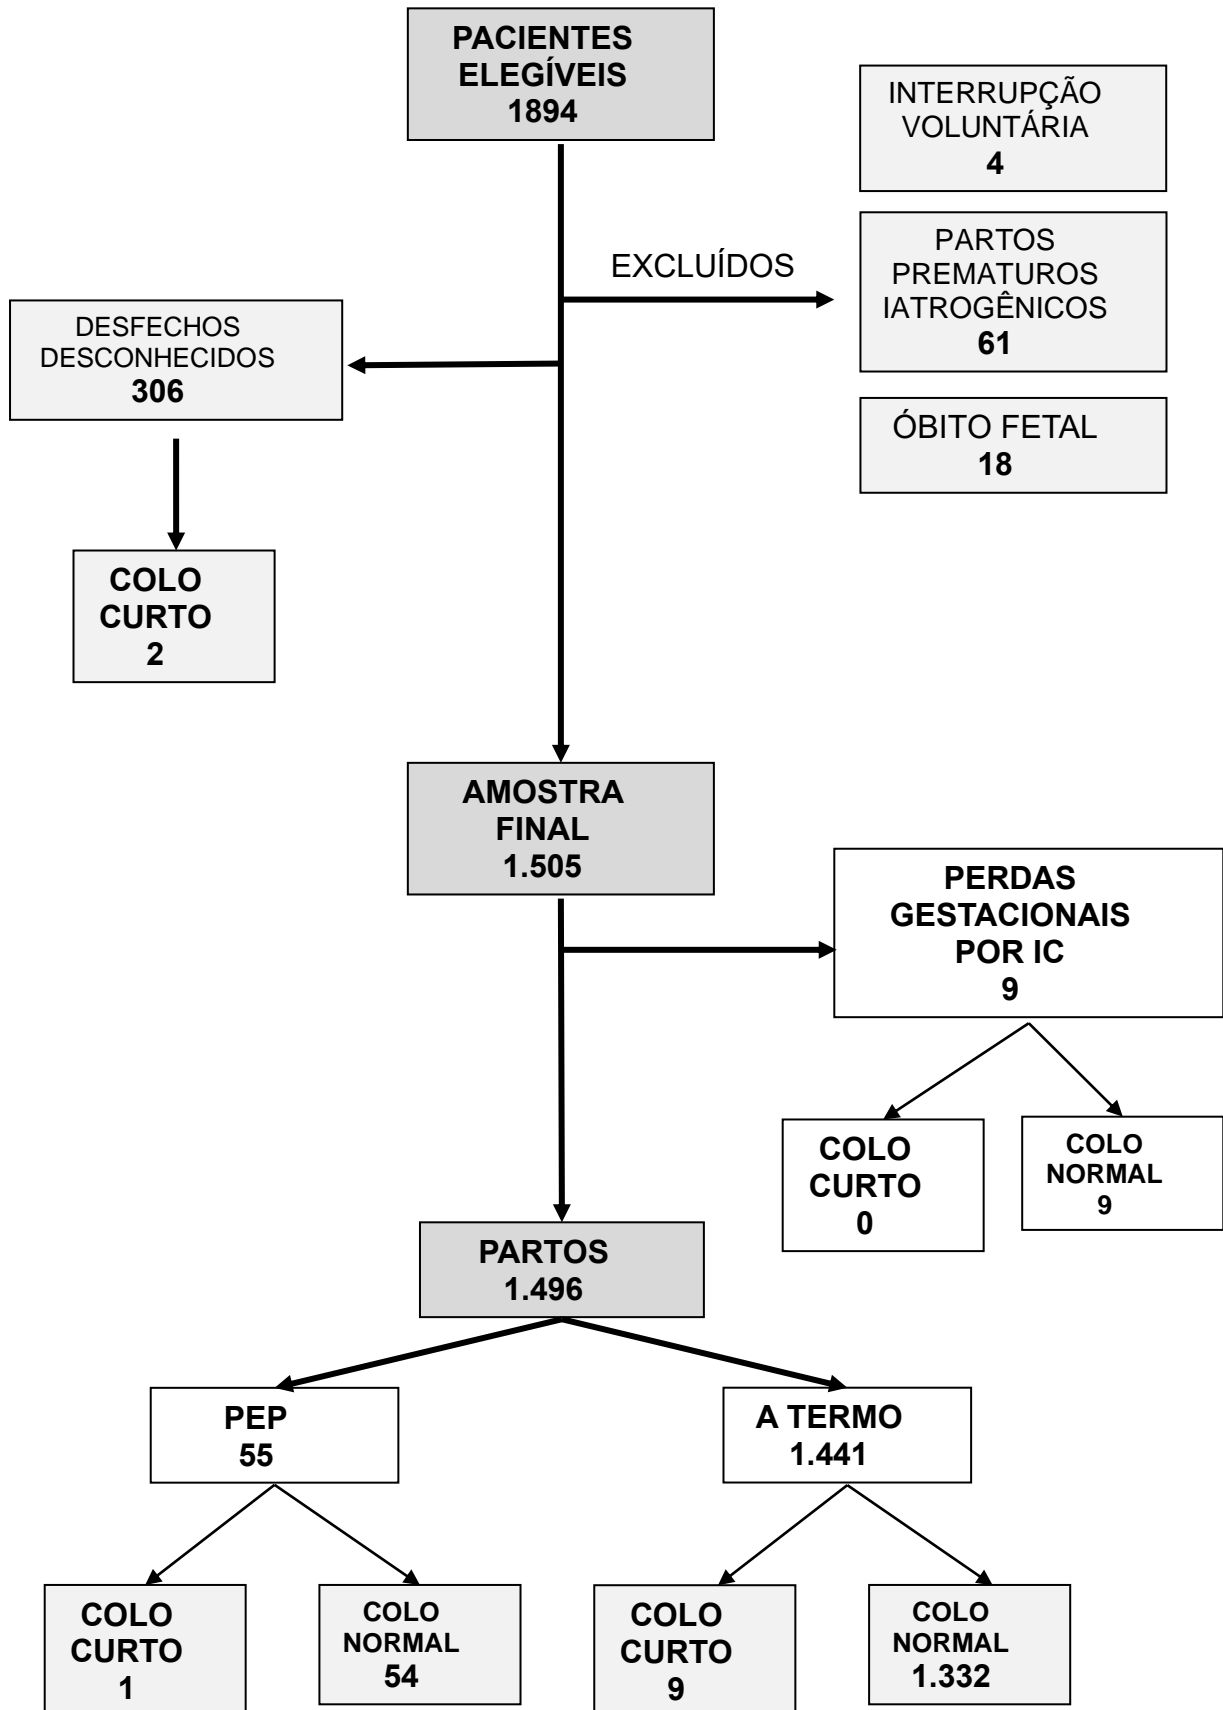 PACIENTES
ELEGÍVEIS
1894
INTERRUPÇÃO
VOLUNTÁRIA
4
EXCLUÍDOS
PARTOS
PREMATUROS
IATROGÊNICOS
61
DESFECHOS
DESCONHECIDOS
306
ÓBITO FETAL
18
COLO
CURTO
2
AMOSTRA
FINAL
1.505
PERDAS
GESTACIONAIS
POR IC
9
COLO
CURTO
0
COLO
NORMAL
9
PARTOS
1.496
PEP
55
A TERMO
1.441
COLO
CURTO
1
COLO
NORMAL
54
COLO
CURTO
9
COLO
NORMAL
1.332